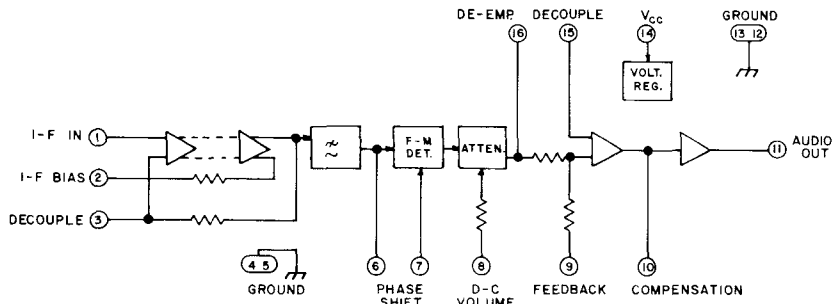 DE-EMP. DECOUPLE VCC GROUND
16 15 14 13 12
VOLT. REG.
I-F IN 1
F-M DET.
ATTEN.
11 AUDIO OUT
I-F BIAS 2
DECOUPLE 3
4 5 6 7 8 9 10
GROUND PHASE SHIFT D-C VOLUME FEEDBACK COMPENSATION